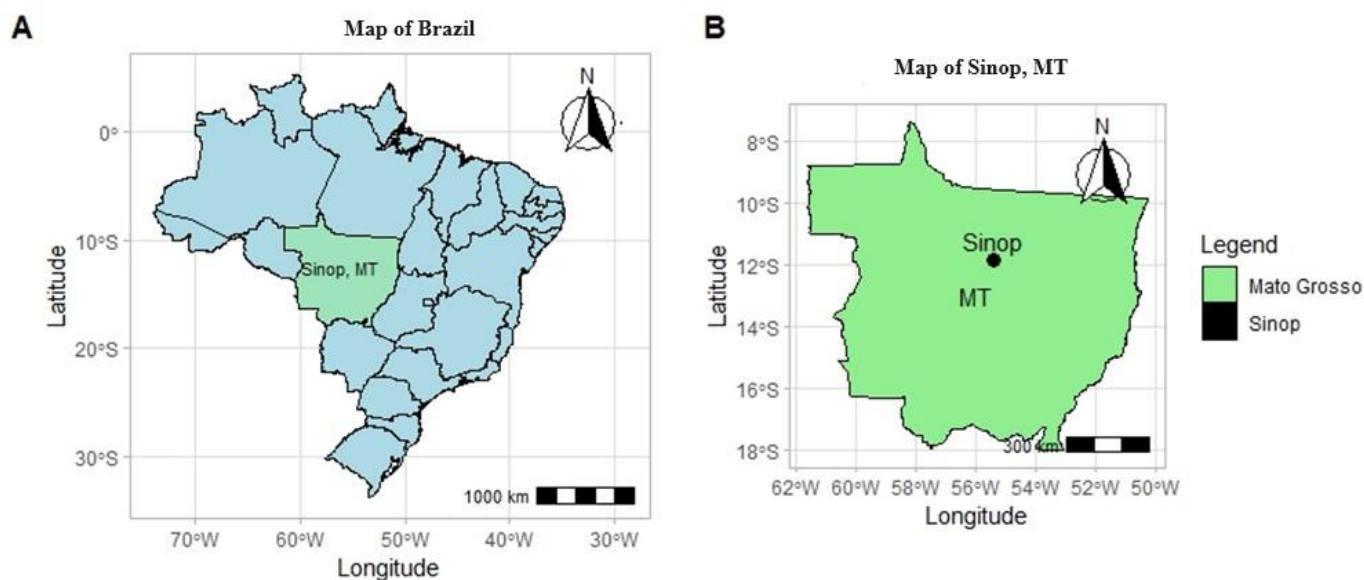 A
Map of Brazil
N
0°
10°S
20°S
30°S
Latitude
Sinop, MT
1000 km
70°W 60°W 50°W 40°W 30°W
Longitude
B
Map of Sinop, MT
N
8°S
10°S
12°S
14°S
16°S
18°S
Latitude
Sinop
MT
300 km
62°W 60°W 58°W 56°W 54°W 52°W 50°W
Longitude
Legend
Mato Grosso
Sinop